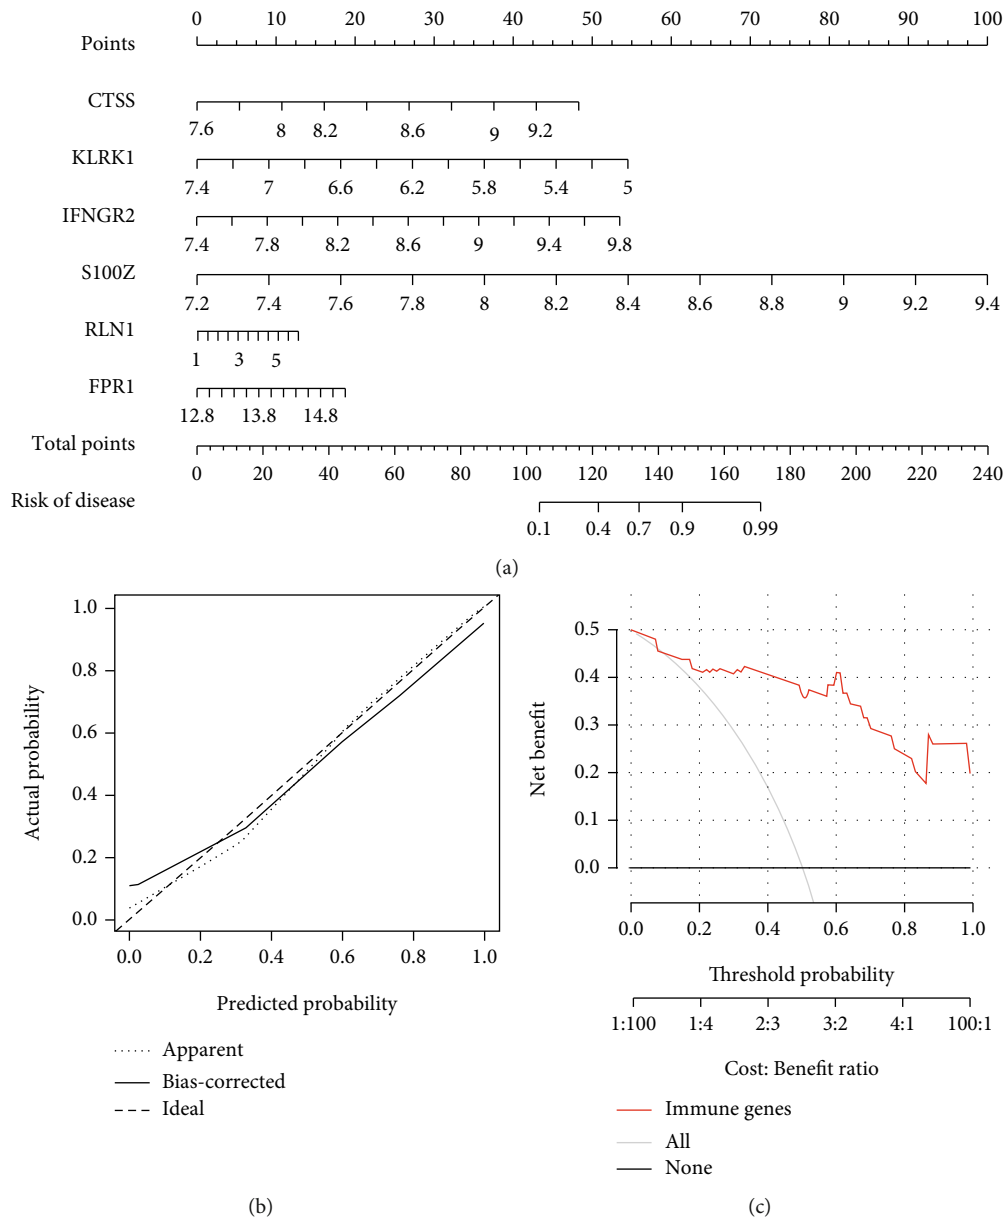 0 10 20 30 40 50 60 70 80 90 100
Points
CTSS
7.6 8 8.2 8.6 9 9.2
KLRK1
7.4 7 6.6 6.2 5.8 5.4 5
IFNGR2
7.4 7.8 8.2 8.6 9 9.4 9.8
S100Z
7.2 7.4 7.6 7.8 8 8.2 8.4 8.6 8.8 9 9.2 9.4
RLN1
1 3 5
FPR1
12.8 13.8 14.8
Total points
0 20 40 60 80 100 120 140 160 180 200 220 240
Risk of disease
0.1 0.4 0.7 0.9 0.99
(a)
Actual probability
1.0
0.8
0.6
0.4
0.2
0.0
0.0 0.2 0.4 0.6 0.8 1.0
Predicted probability
Apparent
Bias-corrected
Ideal
(b)
Net benefit
0.5
0.4
0.3
0.2
0.1
0.0
0.0 0.2 0.4 0.6 0.8 1.0
Threshold probability
1:100 1:4 2:3 3:2 4:1 100:1
Cost: Benefit ratio
Immune genes
All
None
(c)